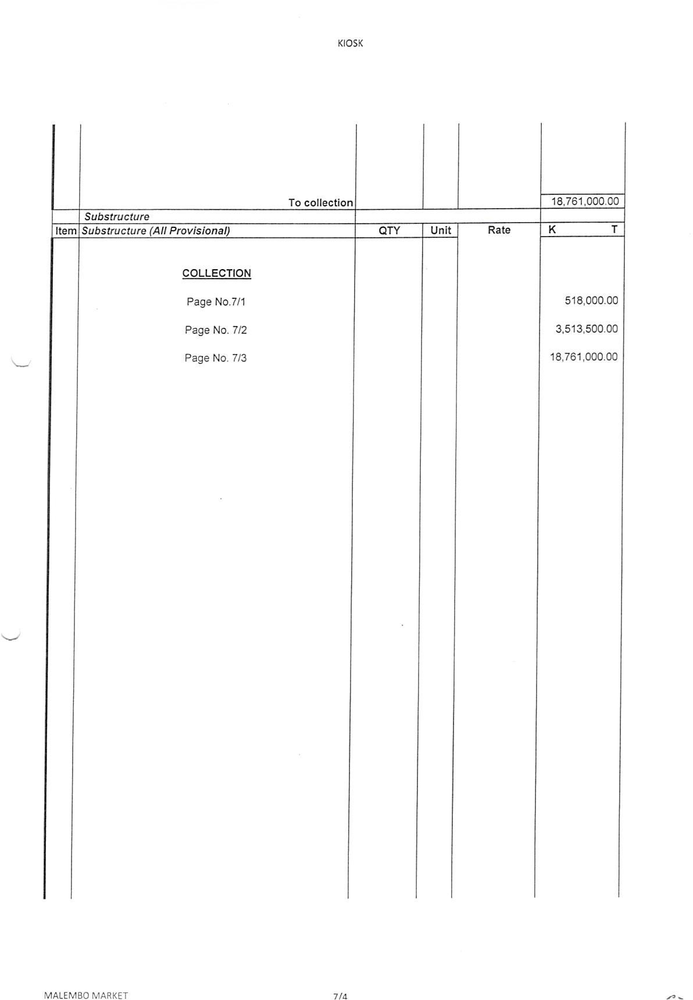 KIOSK
To collection 18,761,000.00
Substructure
Item Substructure (All Provisional) QTY Unit Rate K T
COLLECTION
Page No.7/1 518,000.00
Page No. 7/2 3,513,500.00
Page No. 7/3 18,761,000.00
MALEMBO MARKET 7/4